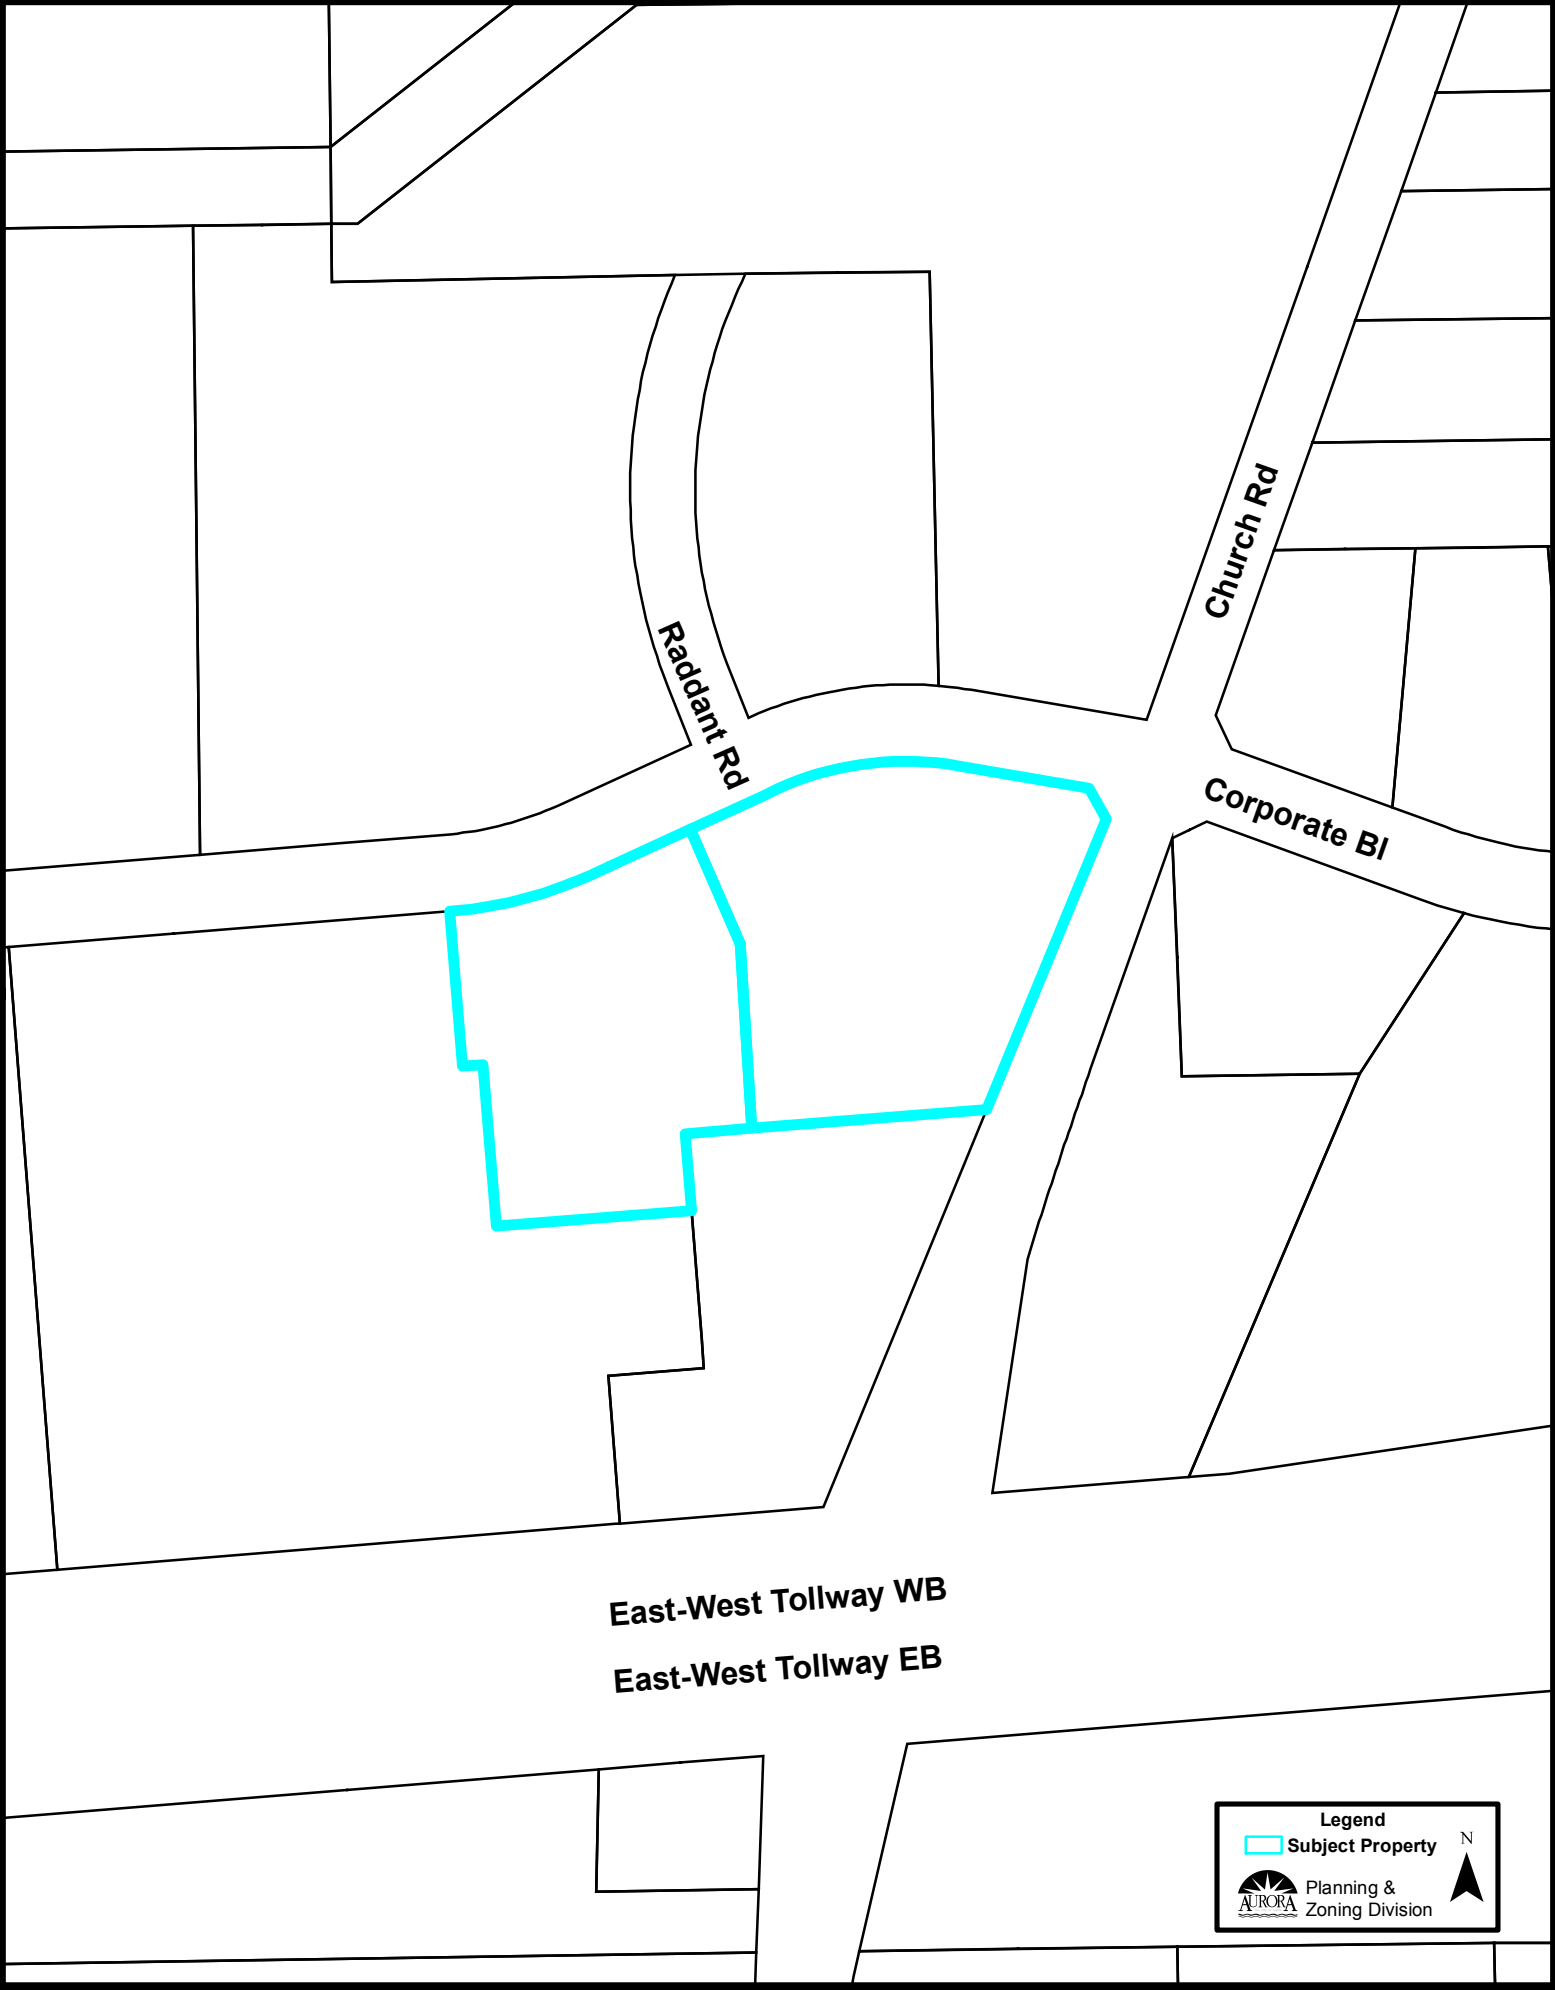 Church Rd
Raddant Rd
Corporate Bl
East-West Tollway WB
East-West Tollway EB
Legend
Subject Property
N
AURORA
Planning &
Zoning Division